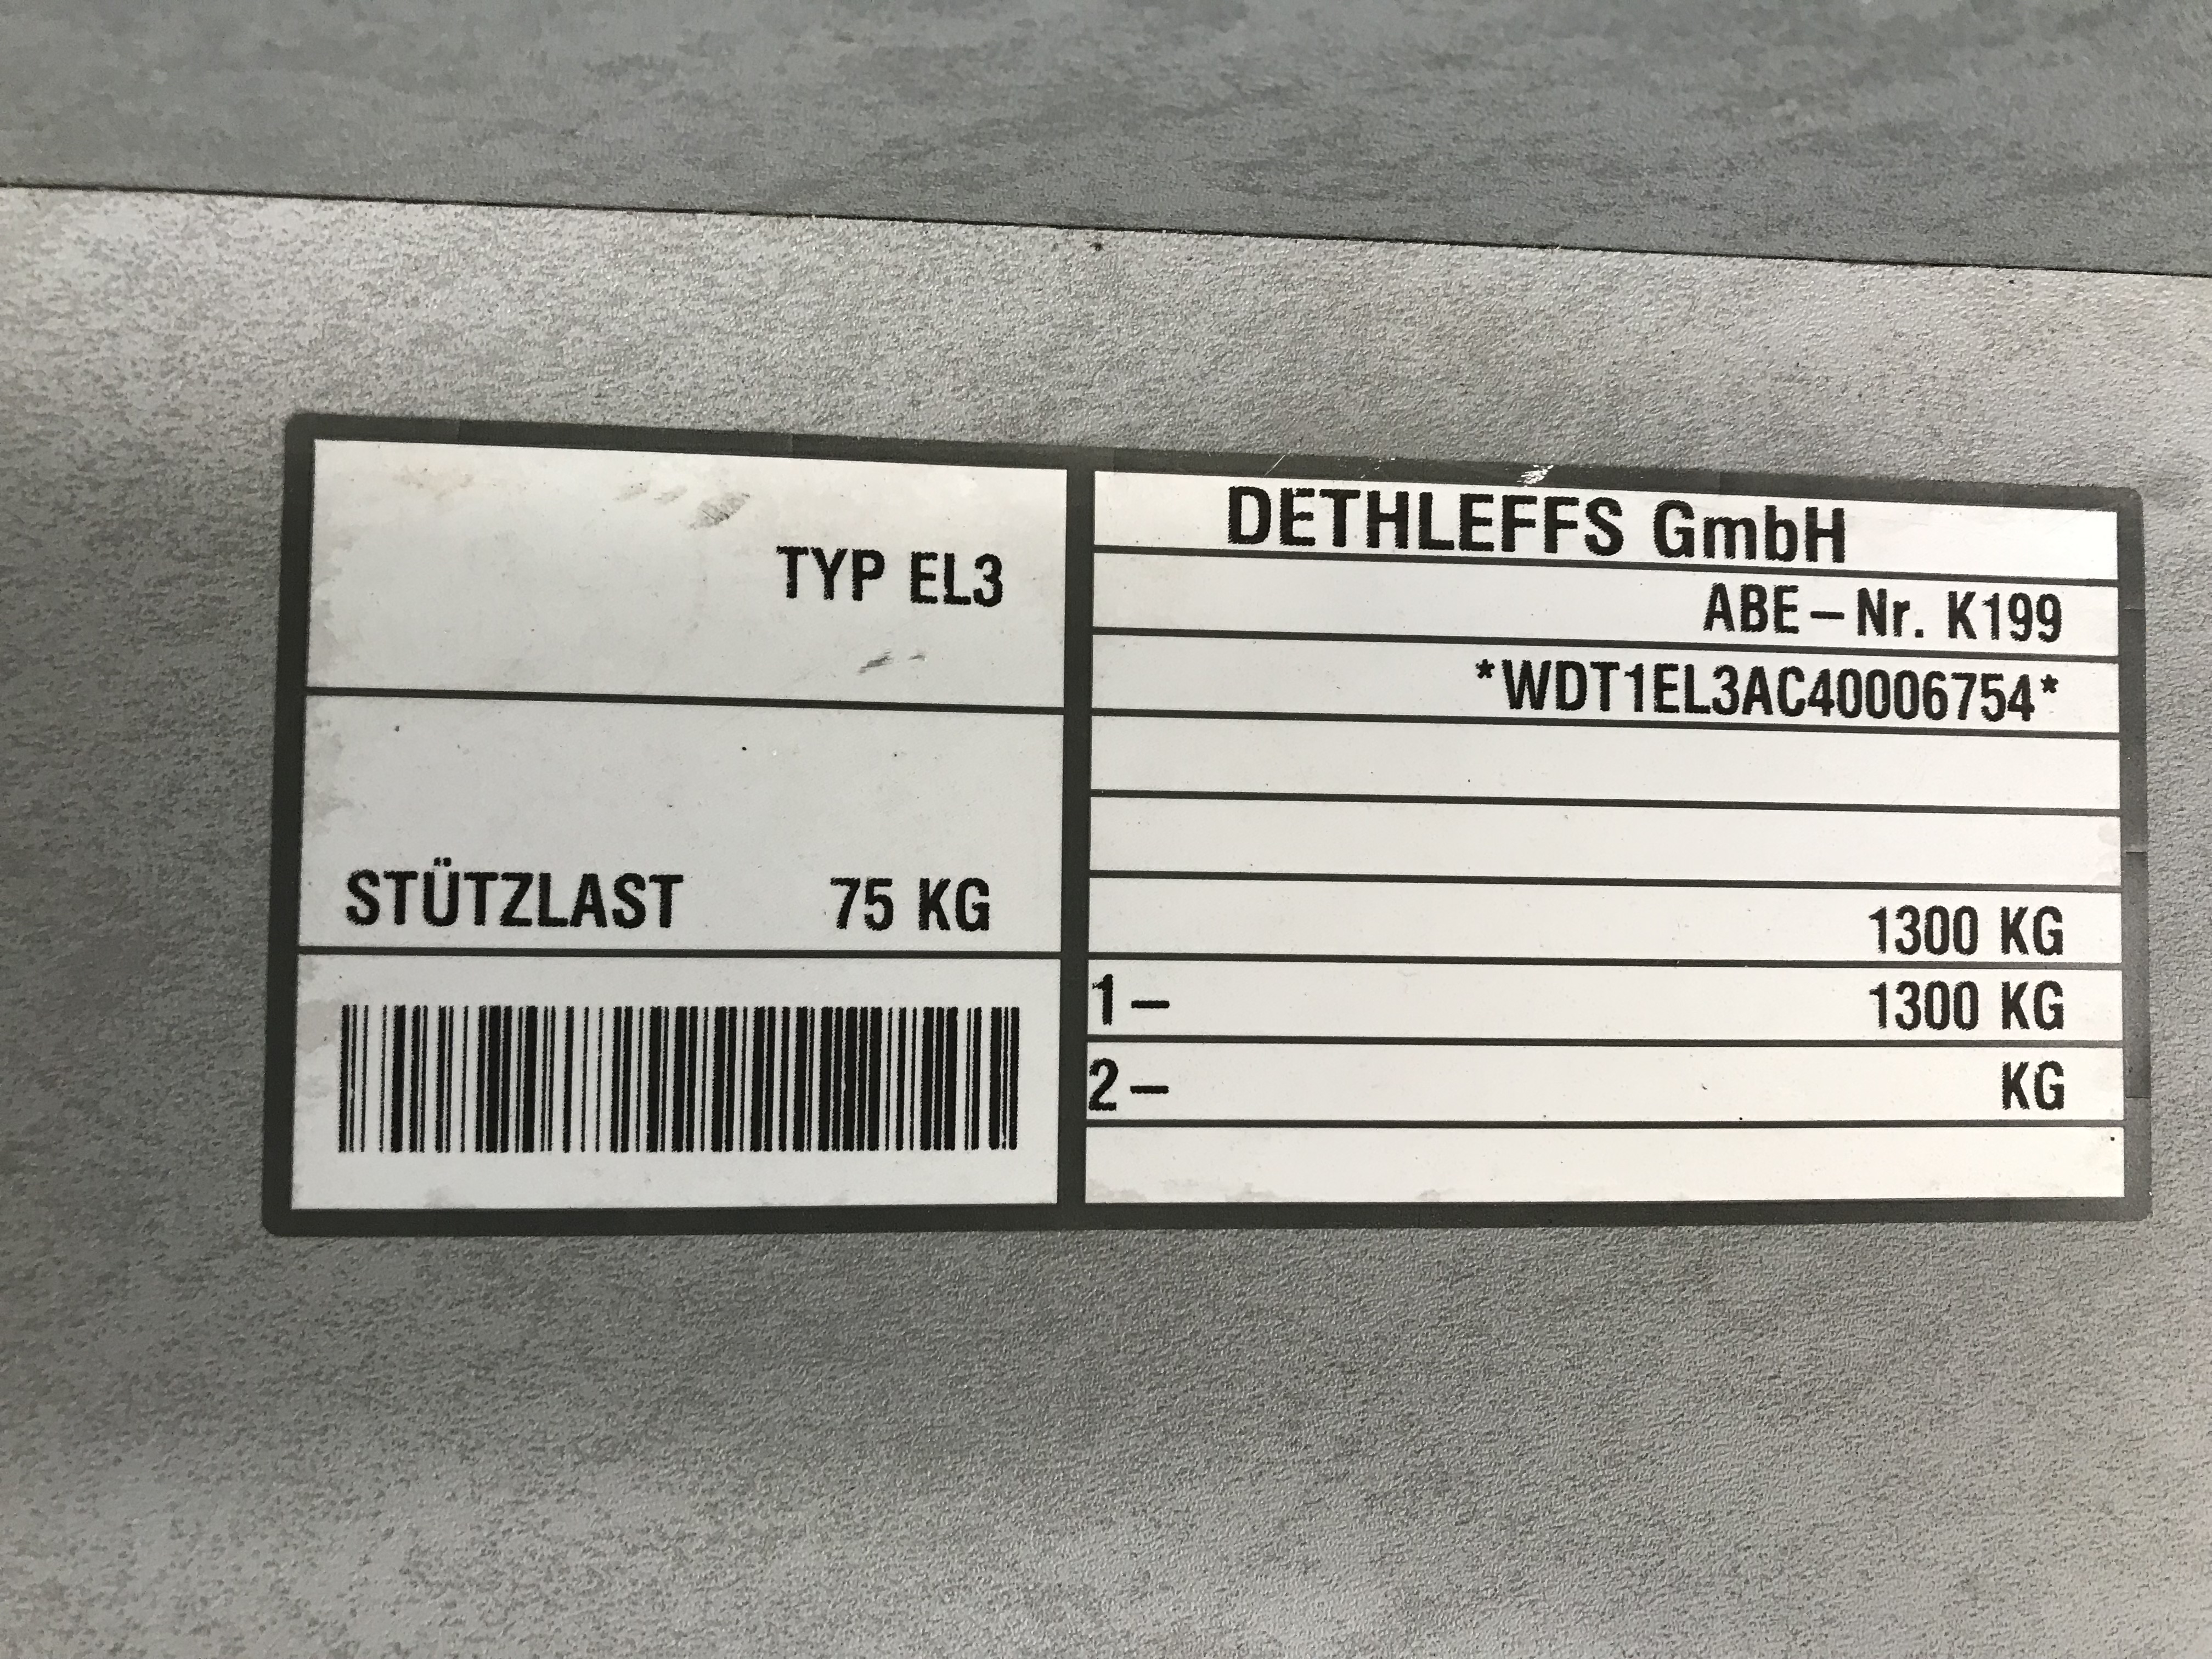 TYP EL3
STÜTZLAST 75 KG
DETHLEFFS GmbH
ABE-Nr. K199
*WDT1EL3AC40006754*
1300 KG
1- 1300 KG
2- KG